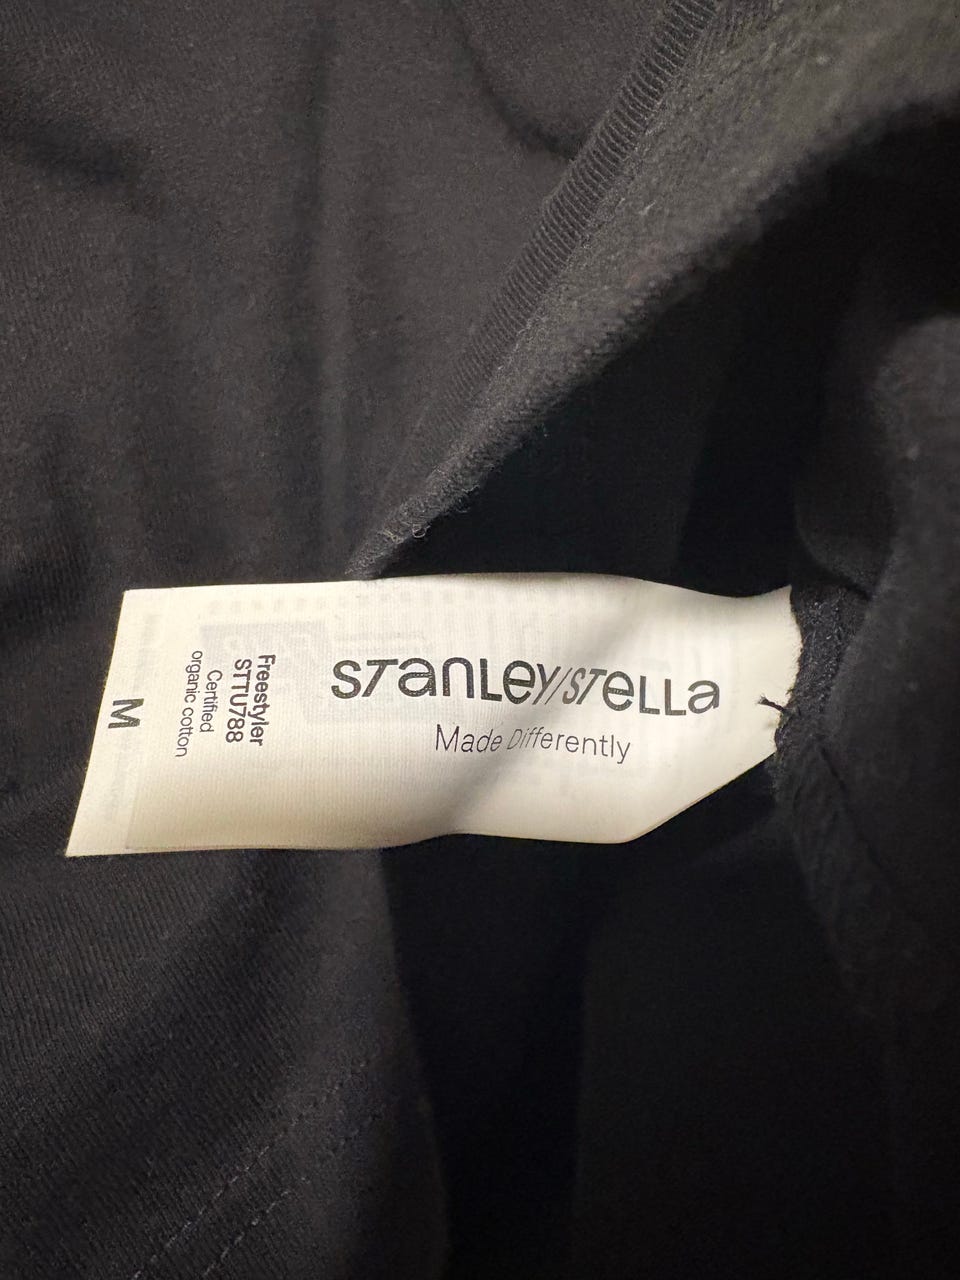 STANLEY/STELLA
Made Differently
Freestyler
STTU788
Certified
organic cotton
M